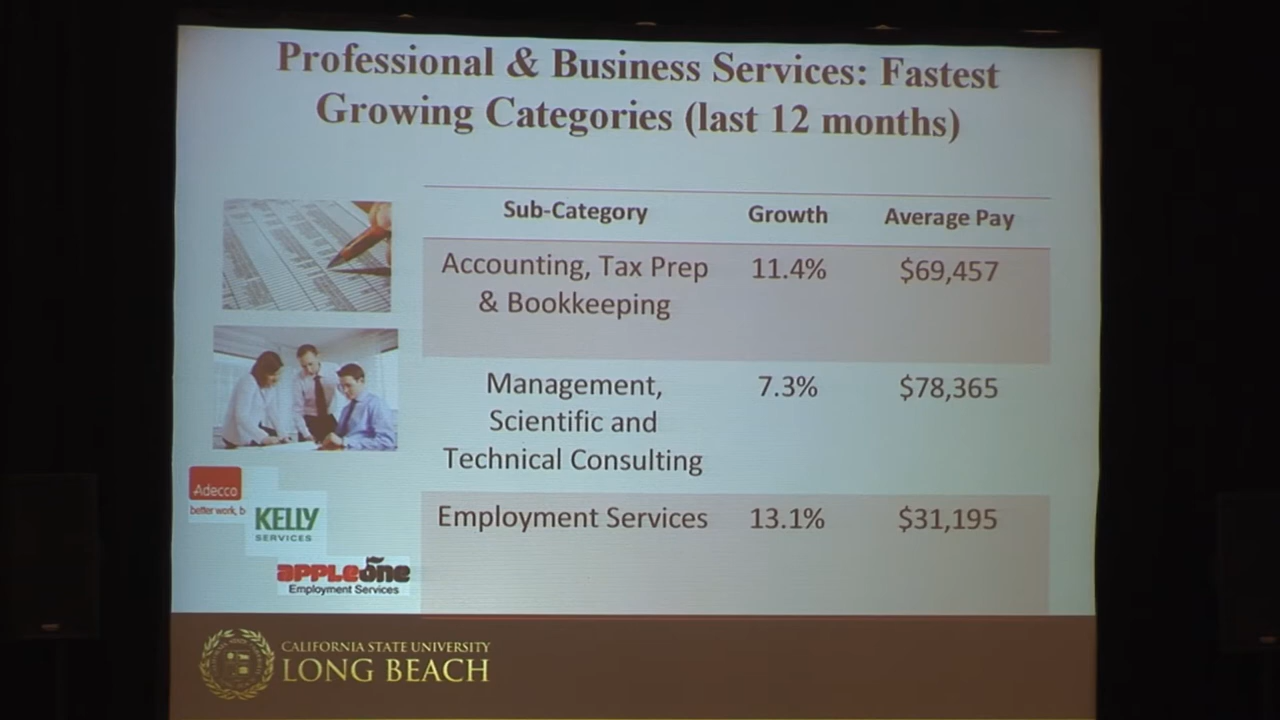 Professional & Business Services: Fastest
Growing Categories (last 12 months)
Sub-Category Growth Average Pay
Accounting, Tax Prep 11.4% $69,457
& Bookkeeping
Management, 7.3% $78,365
Scientific and
Technical Consulting
Employment Services 13.1% $31,195
Adecco
better work, b
KELLY
SERVICES
APPLEONE
Employment Services
CALIFORNIA STATE UNIVERSITY
LONG BEACH